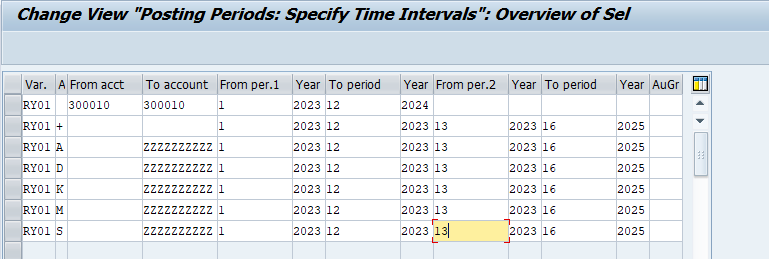 Change View "Posting Periods: Specify Time Intervals": Overview of Sel
Var. A From acct To account From per.1 Year To period Year From per.2 Year To period Year AuGr
RY01 300010 300010 1 2023 12 2024
RY01 + 1 2023 12 2023 13 2023 16 2025
RY01 A ZZZZZZZZZZ 1 2023 12 2023 13 2023 16 2025
RY01 D ZZZZZZZZZZ 1 2023 12 2023 13 2023 16 2025
RY01 K ZZZZZZZZZZ 1 2023 12 2023 13 2023 16 2025
RY01 M ZZZZZZZZZZ 1 2023 12 2023 13 2023 16 2025
RY01 S ZZZZZZZZZZ 1 2023 12 2023 13 2023 16 2025